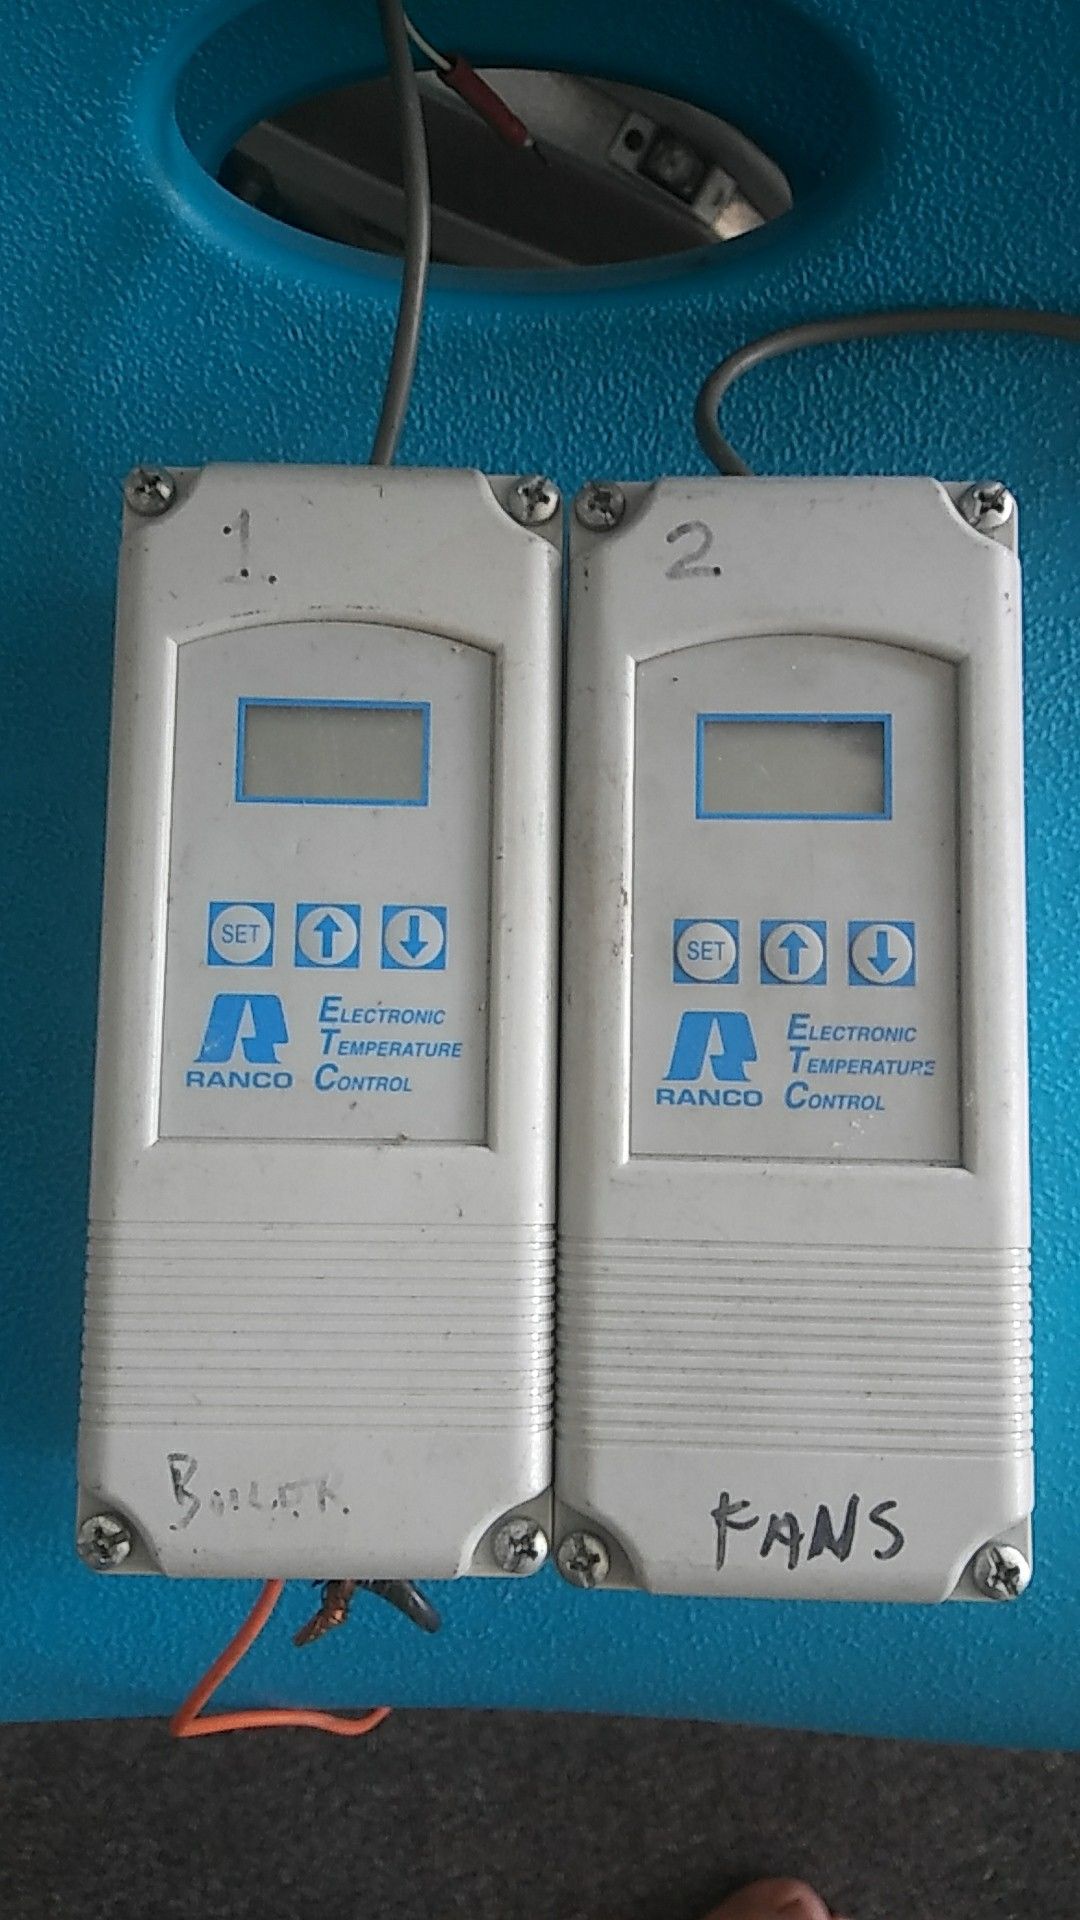 1.
BOILER
SET
RANCO
ELECTRONIC
TEMPERATURE
CONTROL
2
SET
RANCO
ELECTRONIC
TEMPERATURE
CONTROL
FANS